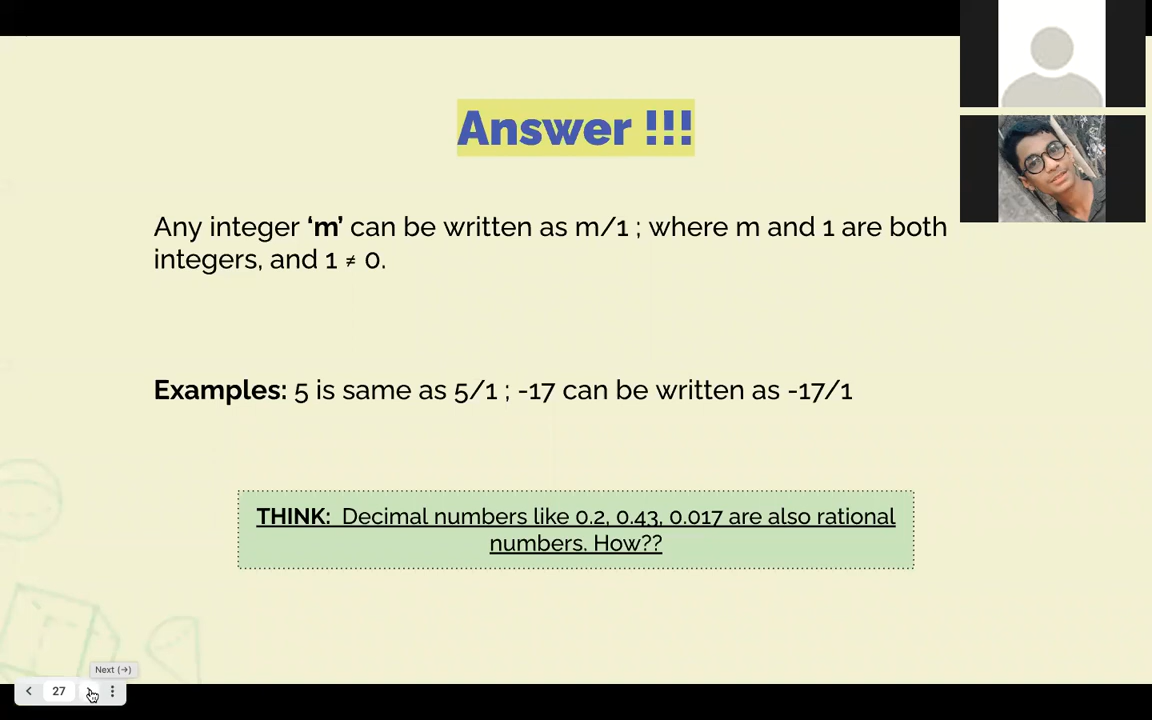 Answer !!!
Any integer ‘m’ can be written as m/1 ; where m and 1 are both
integers, and 1 ≠ 0.
Examples: 5 is same as 5/1 ; -17 can be written as -17/1
THINK: Decimal numbers like 0.2, 0.43, 0.017 are also rational
numbers. How??
Next (→)
27